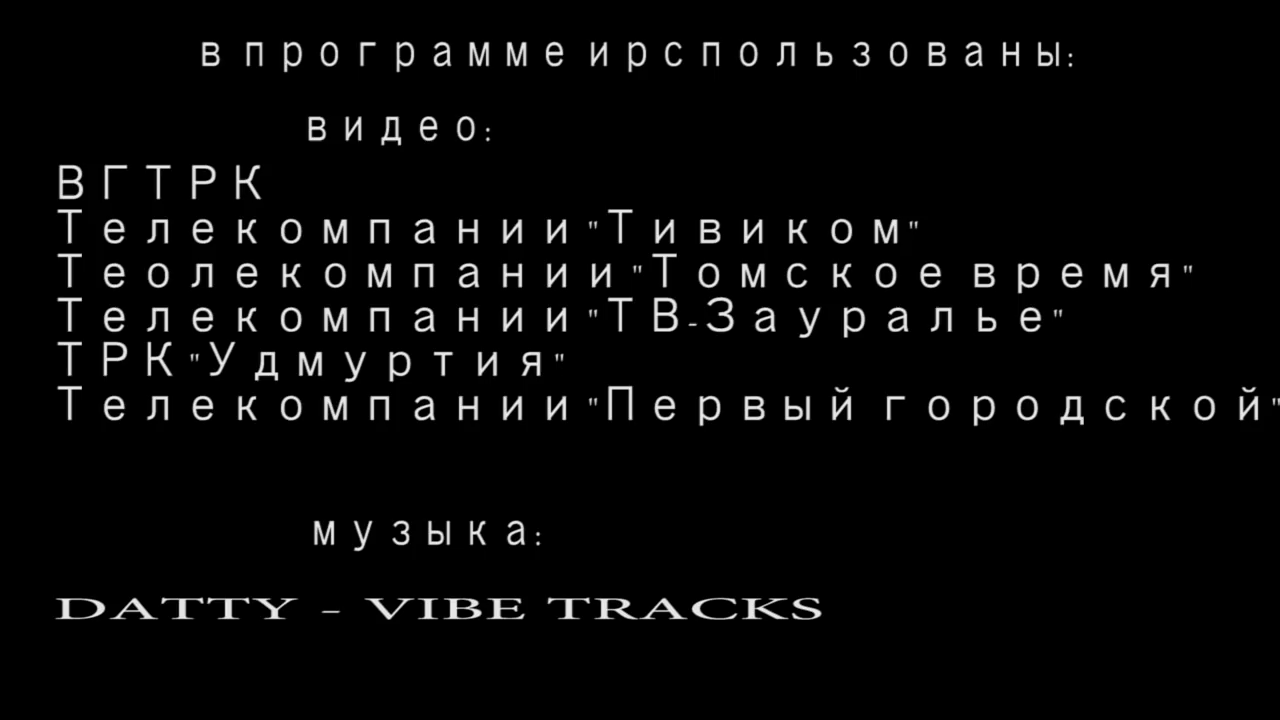 в программе ирспользованы:
видео:
ВГТРК
Телекомпании "Тивиком"
Теолекомпании "Томское время"
Телекомпании "ТВ-Зауралье"
ТРК "Удмуртия"
Телекомпании "Первый городской"
музыка:
DATTY - VIBE TRACKS